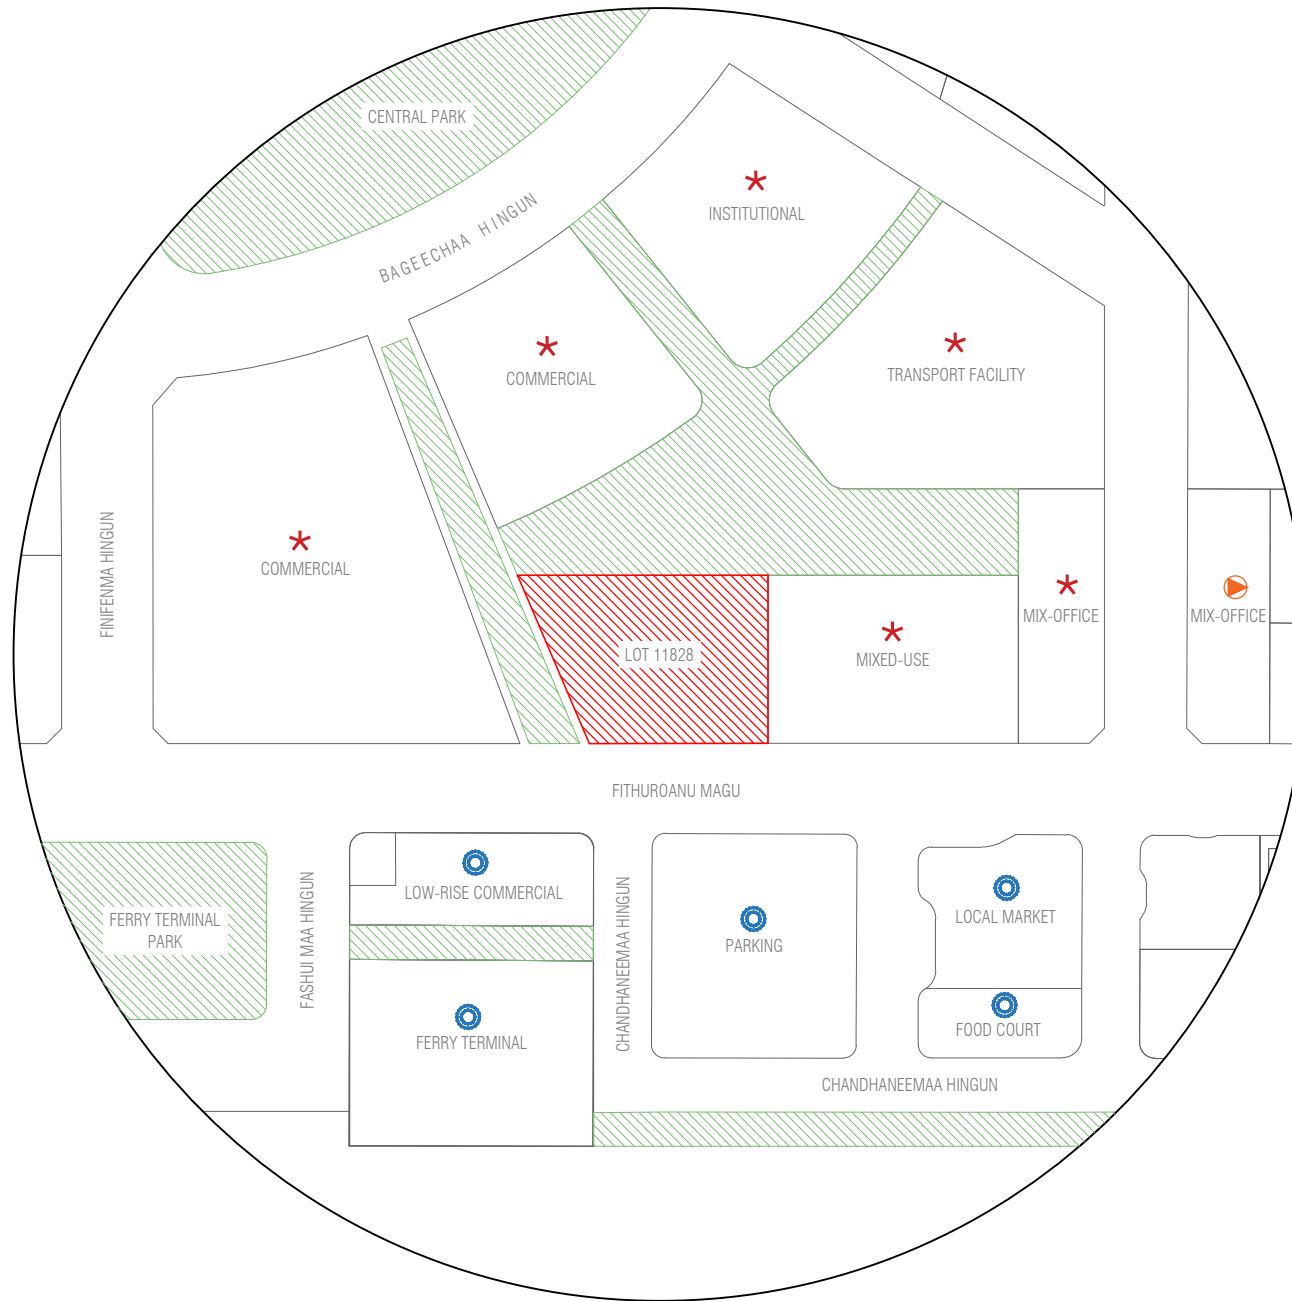 CENTRAL PARK
BAGEECHAA HINGUN
INSTITUTIONAL
COMMERCIAL
TRANSPORT FACILITY
FINIFENMA HINGUN
COMMERCIAL
LOT 11828
MIXED-USE
MIX-OFFICE
MIX-OFFICE
FITHUROANU MAGU
FERRY TERMINAL
PARK
FASHUI MAA HINGUN
LOW-RISE COMMERCIAL
CHANDHANEEMAA HINGUN
PARKING
LOCAL MARKET
FERRY TERMINAL
FOOD COURT
CHANDHANEEMAA HINGUN